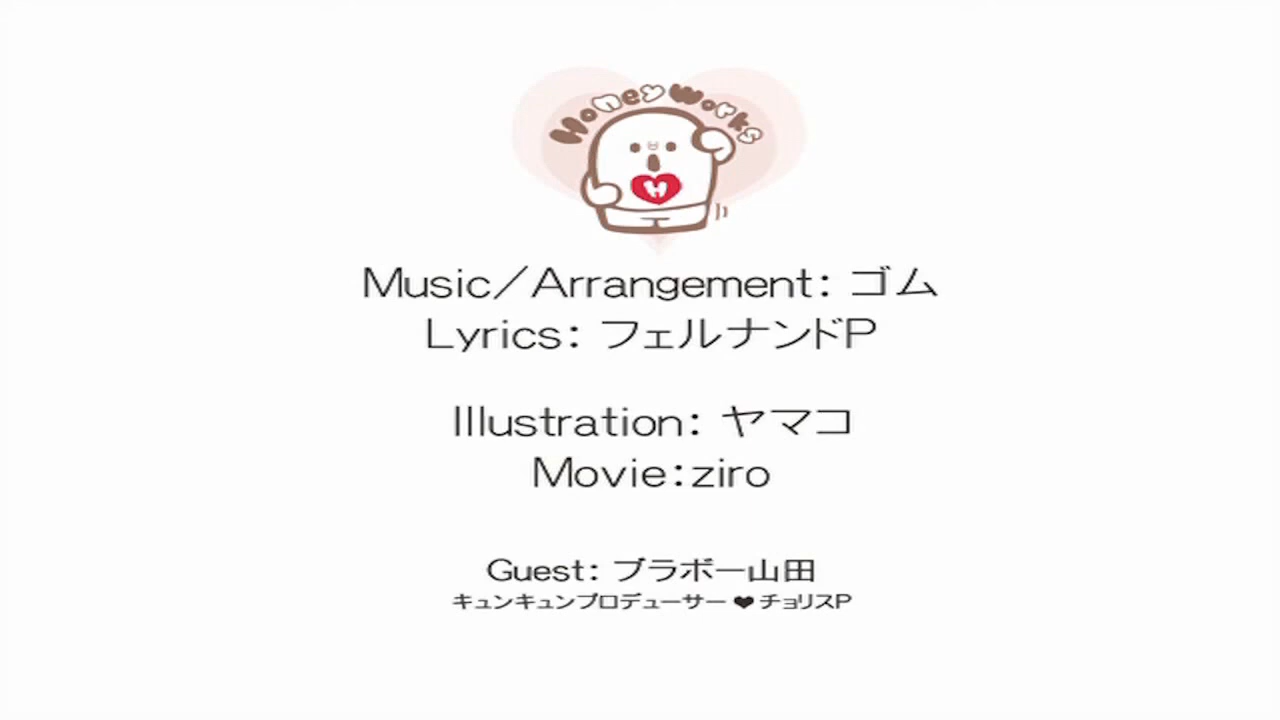 Honey Works
H
Music／Arrangement： ゴム
Lyrics： フェルナンドP
Illustration： ヤマコ
Movie：ziro
Guest： ブラボー山田
キュンキュンプロデューサー ❤ チョリスP